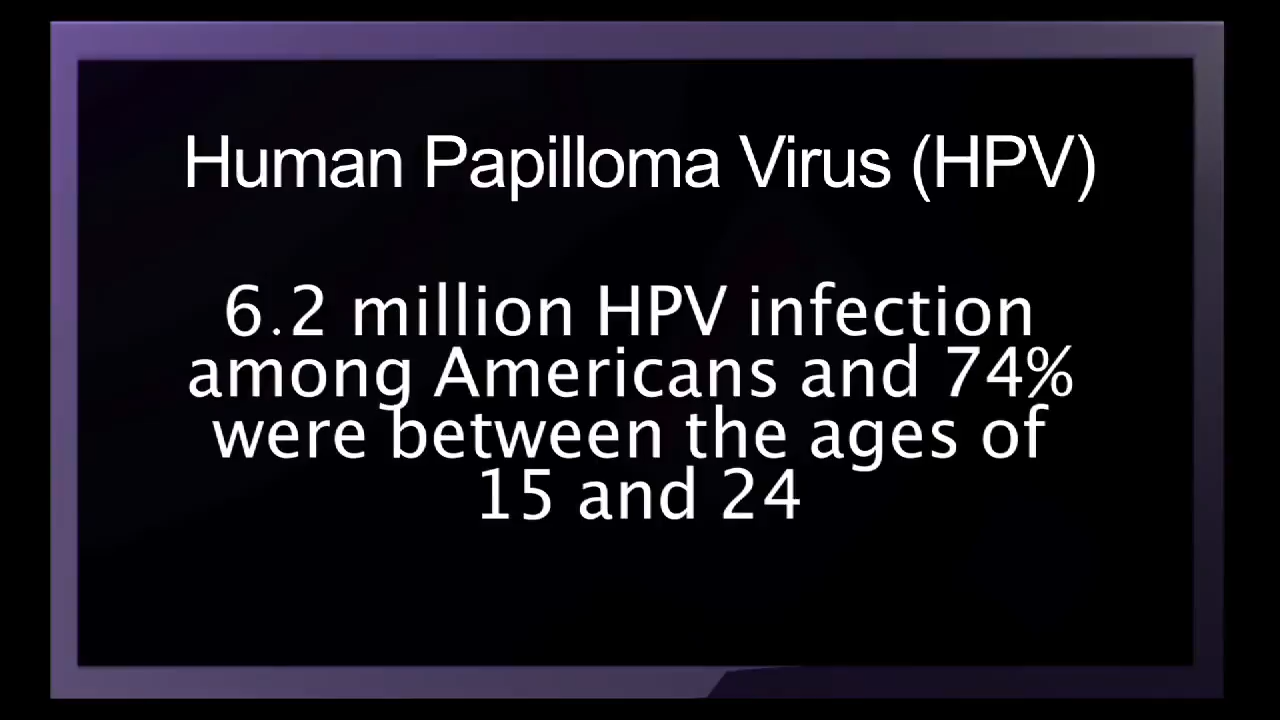 Human Papilloma Virus (HPV)
6.2 million HPV infection
among Americans and 74%
were between the ages of
15 and 24